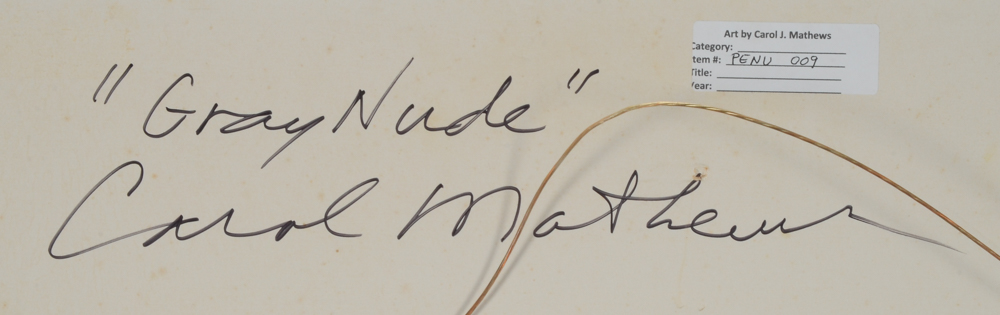 Art by Carol J. Mathews
Category:
Item #: PENU 009
Title:
Year:
"Gray Nude"
Carol Mathews